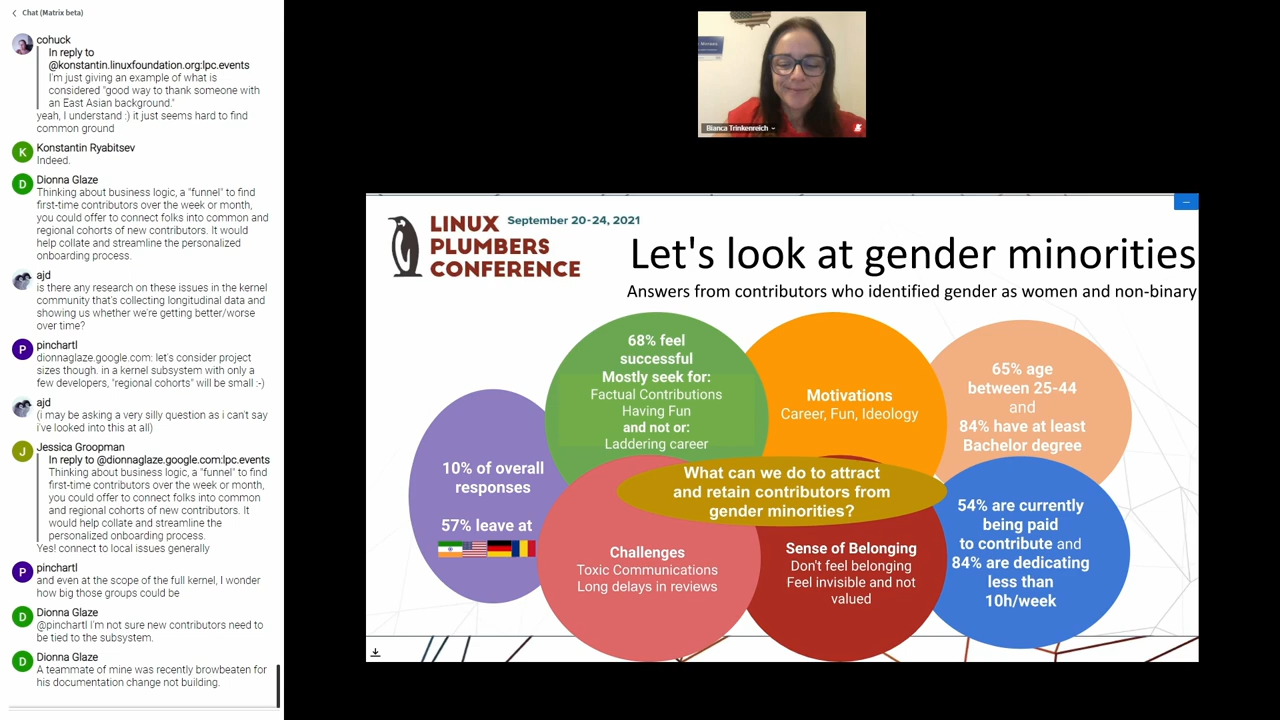 Chat (Matrix beta)
cohuck
In reply to
@konstantin.linuxfoundation.org:lpc.events
I'm just giving an example of what is
considered "good way to thank someone with
an East Asian background."
yeah, I understand :) it just seems hard to find
common ground
K
Konstantin Ryabitsev
Indeed.
D
Dionna Glaze
Thinking about business logic, a "funnel" to find
first-time contributors over the week or month,
you could offer to connect folks into common and
regional cohorts of new contributors. It would
help collate and streamline the personalized
onboarding process.
ajd
is there any research on these issues in the kernel
community that's collecting longitudinal data and
showing us whether we're getting better/worse
over time?
P
pinchartl
dionnaglaze.google.com: let's consider project
sizes though. in a kernel subsystem with only a
few developers, "regional cohorts" will be small :-)
ajd
(i may be asking a very silly question as i can't say
i've looked into this at all)
J
Jessica Groopman
In reply to @dionnaglaze.google.com:lpc.events
Thinking about business logic, a "funnel" to find
first-time contributors over the week or month,
you could offer to connect folks into common
and regional cohorts of new contributors. It
would help collate and streamline the
personalized onboarding process.
Yes! connect to local issues generally
P
pinchartl
and even at the scope of the full kernel, I wonder
how big those groups could be
D
Dionna Glaze
@pinchartl I'm not sure new contributors need to
be tied to the subsystem.
D
Dionna Glaze
A teammate of mine was recently browbeaten for
his documentation change not building.
Bianca Trinkenreich
LINUX
PLUMBERS
CONFERENCE
September 20-24, 2021
Let's look at gender minorities
Answers from contributors who identified gender as women and non-binary
10% of overall
responses
57% leave at
68% feel
successful
Mostly seek for:
Factual Contributions
Having Fun
and not or:
Laddering career
Motivations
Career, Fun, Ideology
65% age
between 25-44
and
84% have at least
Bachelor degree
What can we do to attract
and retain contributors from
gender minorities?
Challenges
Toxic Communications
Long delays in reviews
Sense of Belonging
Don't feel belonging
Feel invisible and not
valued
54% are currently
being paid
to contribute and
84% are dedicating
less than
10h/week